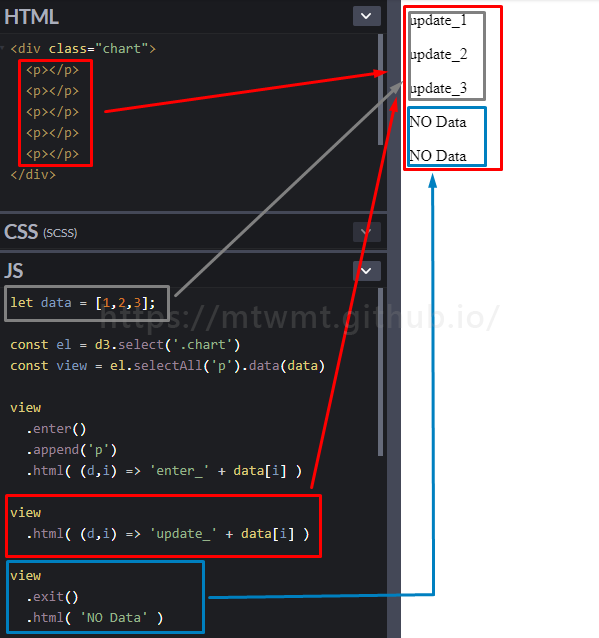 HTML
<div class="chart">
<p></p>
<p></p>
<p></p>
<p></p>
<p></p>
</div>
CSS (SCSS)
JS
let data = [1,2,3];
const el = d3.select('.chart')
const view = el.selectAll('p').data(data)
view
.enter()
.append('p')
.html( (d,i) => 'enter_' + data[i] )
view
.html( (d,i) => 'update_' + data[i] )
view
.exit()
.html( 'NO Data' )
update_1
update_2
update_3
NO Data
NO Data
https://mtwmt.github.io/